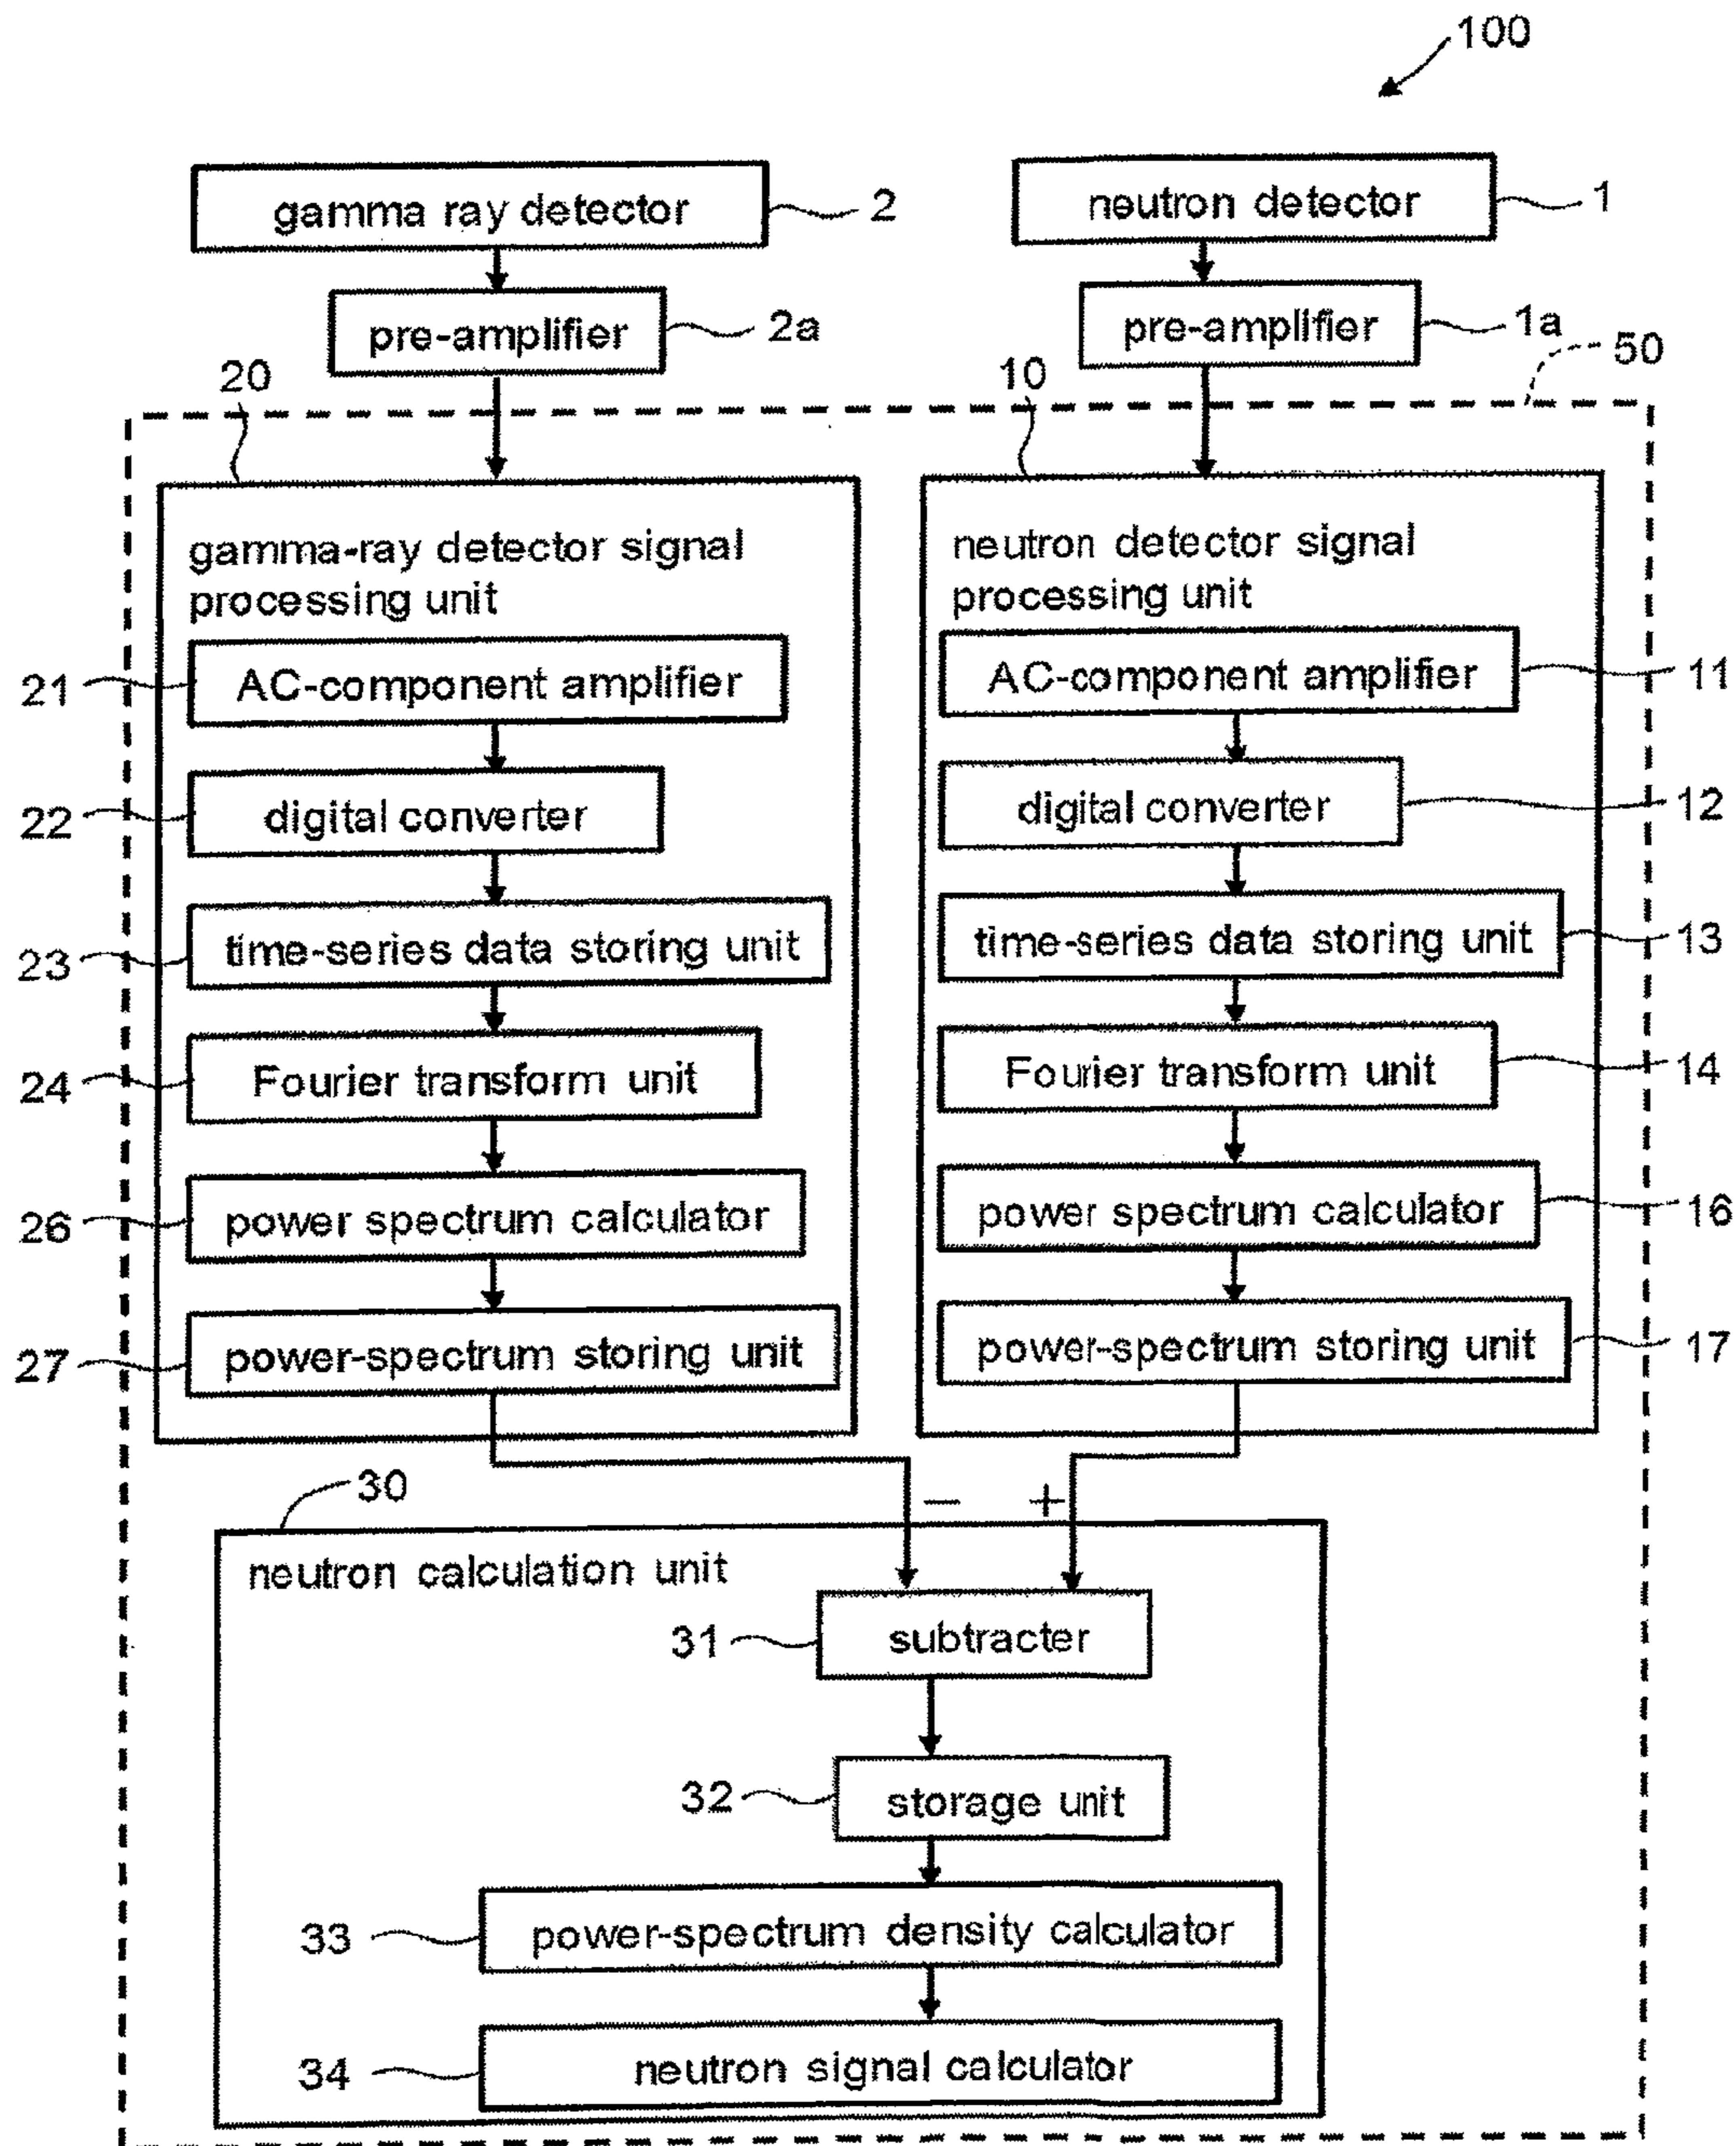 100
gamma ray detector
2
neutron detector
1
pre-amplifier
2a
pre-amplifier
1a
50
20
10
gamma-ray detector signal
processing unit
21
AC-component amplifier
22
digital converter
23
time-series data storing unit
24
Fourier transform unit
26
power spectrum calculator
27
power-spectrum storing unit
neutron detector signal
processing unit
AC-component amplifier
11
digital converter
12
time-series data storing unit
13
Fourier transform unit
14
power spectrum calculator
16
power-spectrum storing unit
17
− +
30
neutron calculation unit
31
subtracter
32
storage unit
33
power-spectrum density calculator
34
neutron signal calculator